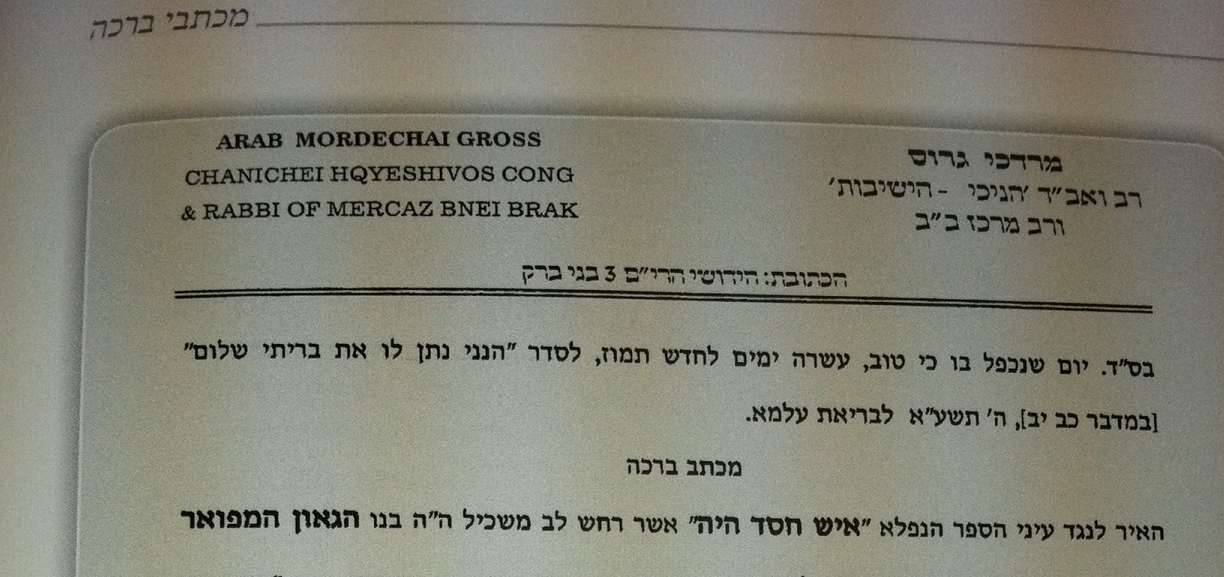 מכתבי ברכה
ARAB MORDECHAI GROSS
CHANICHEI HQYESHIVOS CONG
& RABBI OF MERCAZ BNEI BRAK
מרדכי גרוס
רב ואב״ד ׳חניכי - הישיבות׳
ורב מרכז ב״ב
הכתובת: חידושי הרי״ם 3 בני ברק
בס״ד. יום שנכפל בו כי טוב, עשרה ימים לחדש תמוז, לסדר ״הנני נתן לו את בריתי שלום״
[במדבר כב יב], ה׳ תשע״א לבריאת עלמא.
מכתב ברכה
האיר לנגד עיני הספר הנפלא ״איש חסד היה״ אשר רחש לב משכיל ה״ה בנו הגאון המפואר